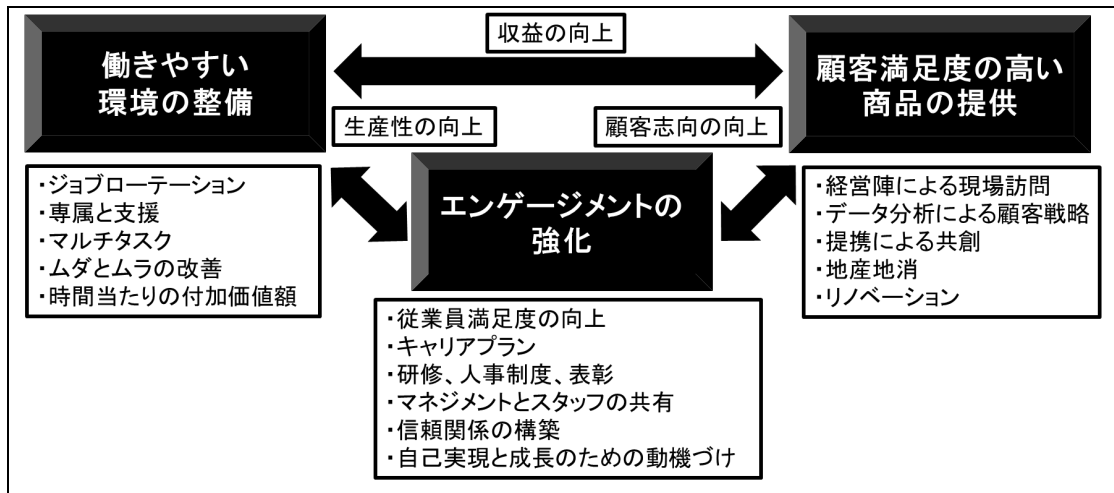 収益の向上
働きやすい
環境の整備
顧客満足度の高い
商品の提供
生産性の向上
顧客志向の向上
・ジョブローテーション
・専属と支援
・マルチタスク
・ムダとムラの改善
・時間当たりの付加価値額
エンゲージメントの
強化
・経営陣による現場訪問
・データ分析による顧客戦略
・提携による共創
・地産地消
・リノベーション
・従業員満足度の向上
・キャリアプラン
・研修、人事制度、表彰
・マネジメントとスタッフの共有
・信頼関係の構築
・自己実現と成長のための動機づけ